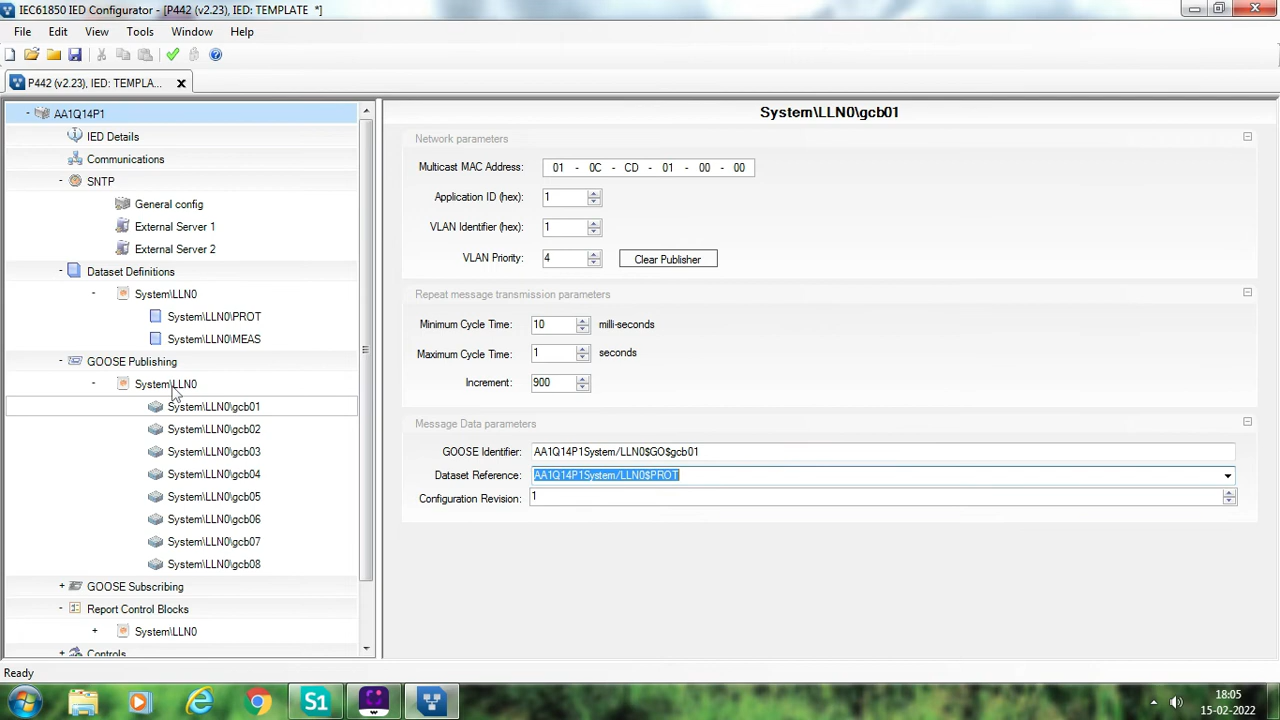 IEC61850 IED Configurator - [P442 (v2.23), IED: TEMPLATE *]
File Edit View Tools Window Help
P442 (v2.23), IED: TEMPLA...
AA1Q14P1
IED Details
Communications
SNTP
General config
External Server 1
External Server 2
Dataset Definitions
System\LLN0
System\LLN0\PROT
System\LLN0\MEAS
GOOSE Publishing
System\LLN0
System\LLN0\gcb01
System\LLN0\gcb02
System\LLN0\gcb03
System\LLN0\gcb04
System\LLN0\gcb05
System\LLN0\gcb06
System\LLN0\gcb07
System\LLN0\gcb08
GOOSE Subscribing
Report Control Blocks
System\LLN0
Controls
System\LLN0\gcb01
Network parameters
Multicast MAC Address: 01 - 0C - CD - 01 - 00 - 00
Application ID (hex): 1
VLAN Identifier (hex): 1
VLAN Priority: 4 Clear Publisher
Repeat message transmission parameters
Minimum Cycle Time: 10 milli-seconds
Maximum Cycle Time: 1 seconds
Increment: 900
Message Data parameters
GOOSE Identifier: AA1Q14P1System/LLN0$GO$gcb01
Dataset Reference: AA1Q14P1System/LLN0$PROT
Configuration Revision: 1
Ready
S1
18:05
15-02-2022